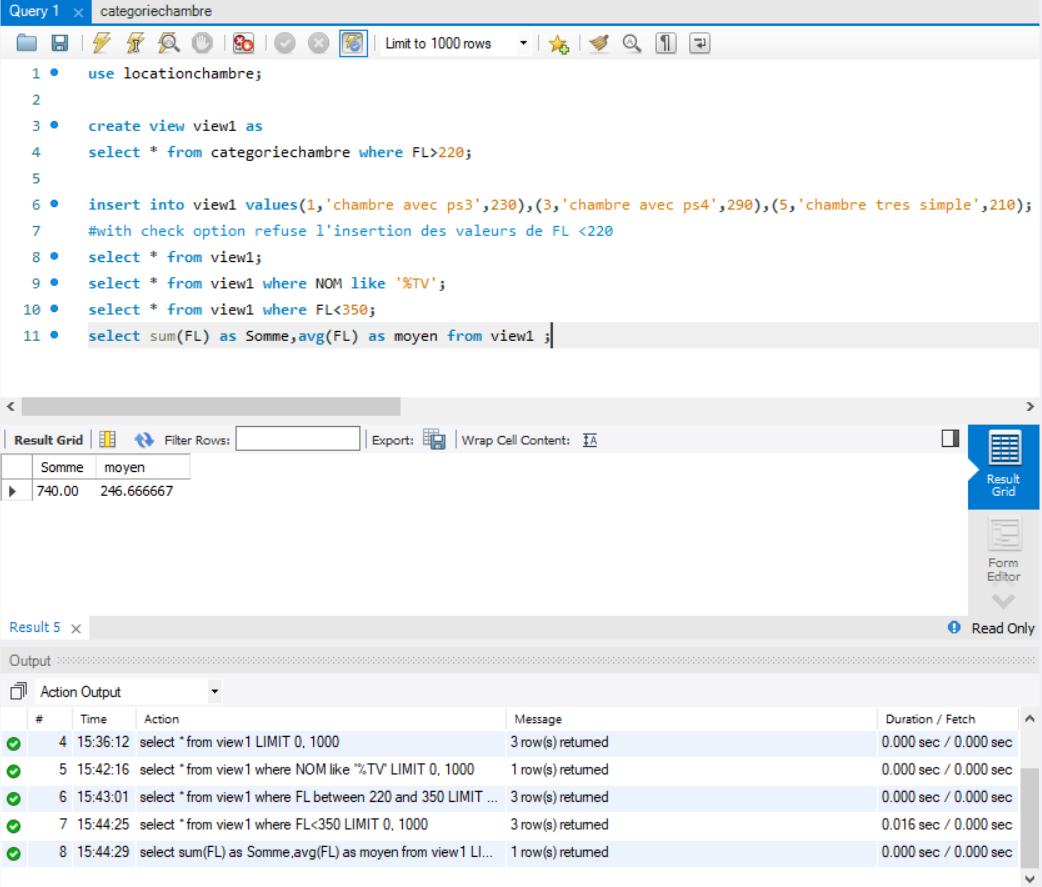 Query 1 × categoriechambre
Limit to 1000 rows
1 use locationchambre;
2
3 create view view1 as
4 select * from categoriechambre where FL>220;
5
6 insert into view1 values(1,'chambre avec ps3',230),(3,'chambre avec ps4',290),(5,'chambre tres simple',210);
7 #with check option refuse l'insertion des valeurs de FL <220
8 select * from view1;
9 select * from view1 where NOM like '%TV';
10 select * from view1 where FL<350;
11 select sum(FL) as Somme,avg(FL) as moyen from view1 ;
Result Grid Filter Rows: Export: Wrap Cell Content: IA
Somme moyen
740.00 246.666667
Result Grid
Form Editor
Result 5 × Read Only
Output
Action Output
# Time Action Message Duration / Fetch
4 15:36:12 select * from view1 LIMIT 0, 1000 3 row(s) returned 0.000 sec / 0.000 sec
5 15:42:16 select * from view1 where NOM like '%TV' LIMIT 0, 1000 1 row(s) returned 0.000 sec / 0.000 sec
6 15:43:01 select * from view1 where FL between 220 and 350 LIMIT ... 3 row(s) returned 0.000 sec / 0.000 sec
7 15:44:25 select * from view1 where FL<350 LIMIT 0, 1000 3 row(s) returned 0.016 sec / 0.000 sec
8 15:44:29 select sum(FL) as Somme,avg(FL) as moyen from view1 LI... 1 row(s) returned 0.000 sec / 0.000 sec